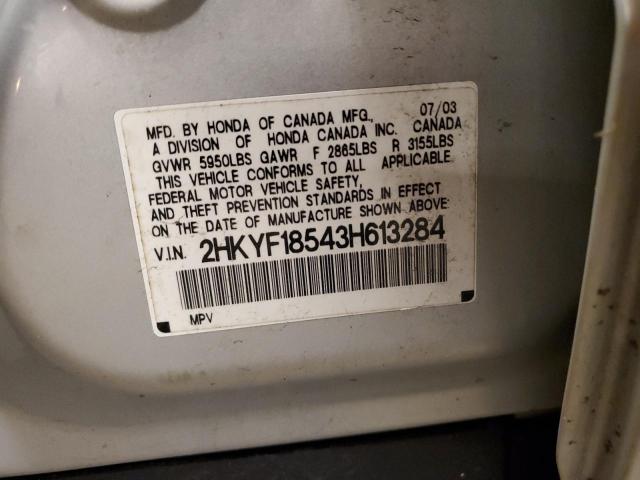 MFD. BY HONDA OF CANADA MFG., 07/03
A DIVISION OF HONDA CANADA INC. CANADA
GVWR 5950LBS GAWR F 2865LBS R 3155LBS
THIS VEHICLE CONFORMS TO ALL APPLICABLE
FEDERAL MOTOR VEHICLE SAFETY,
AND THEFT PREVENTION STANDARDS IN EFFECT
ON THE DATE OF MANUFACTURE SHOWN ABOVE.
V.I.N. 2HKYF18543H613284
MPV